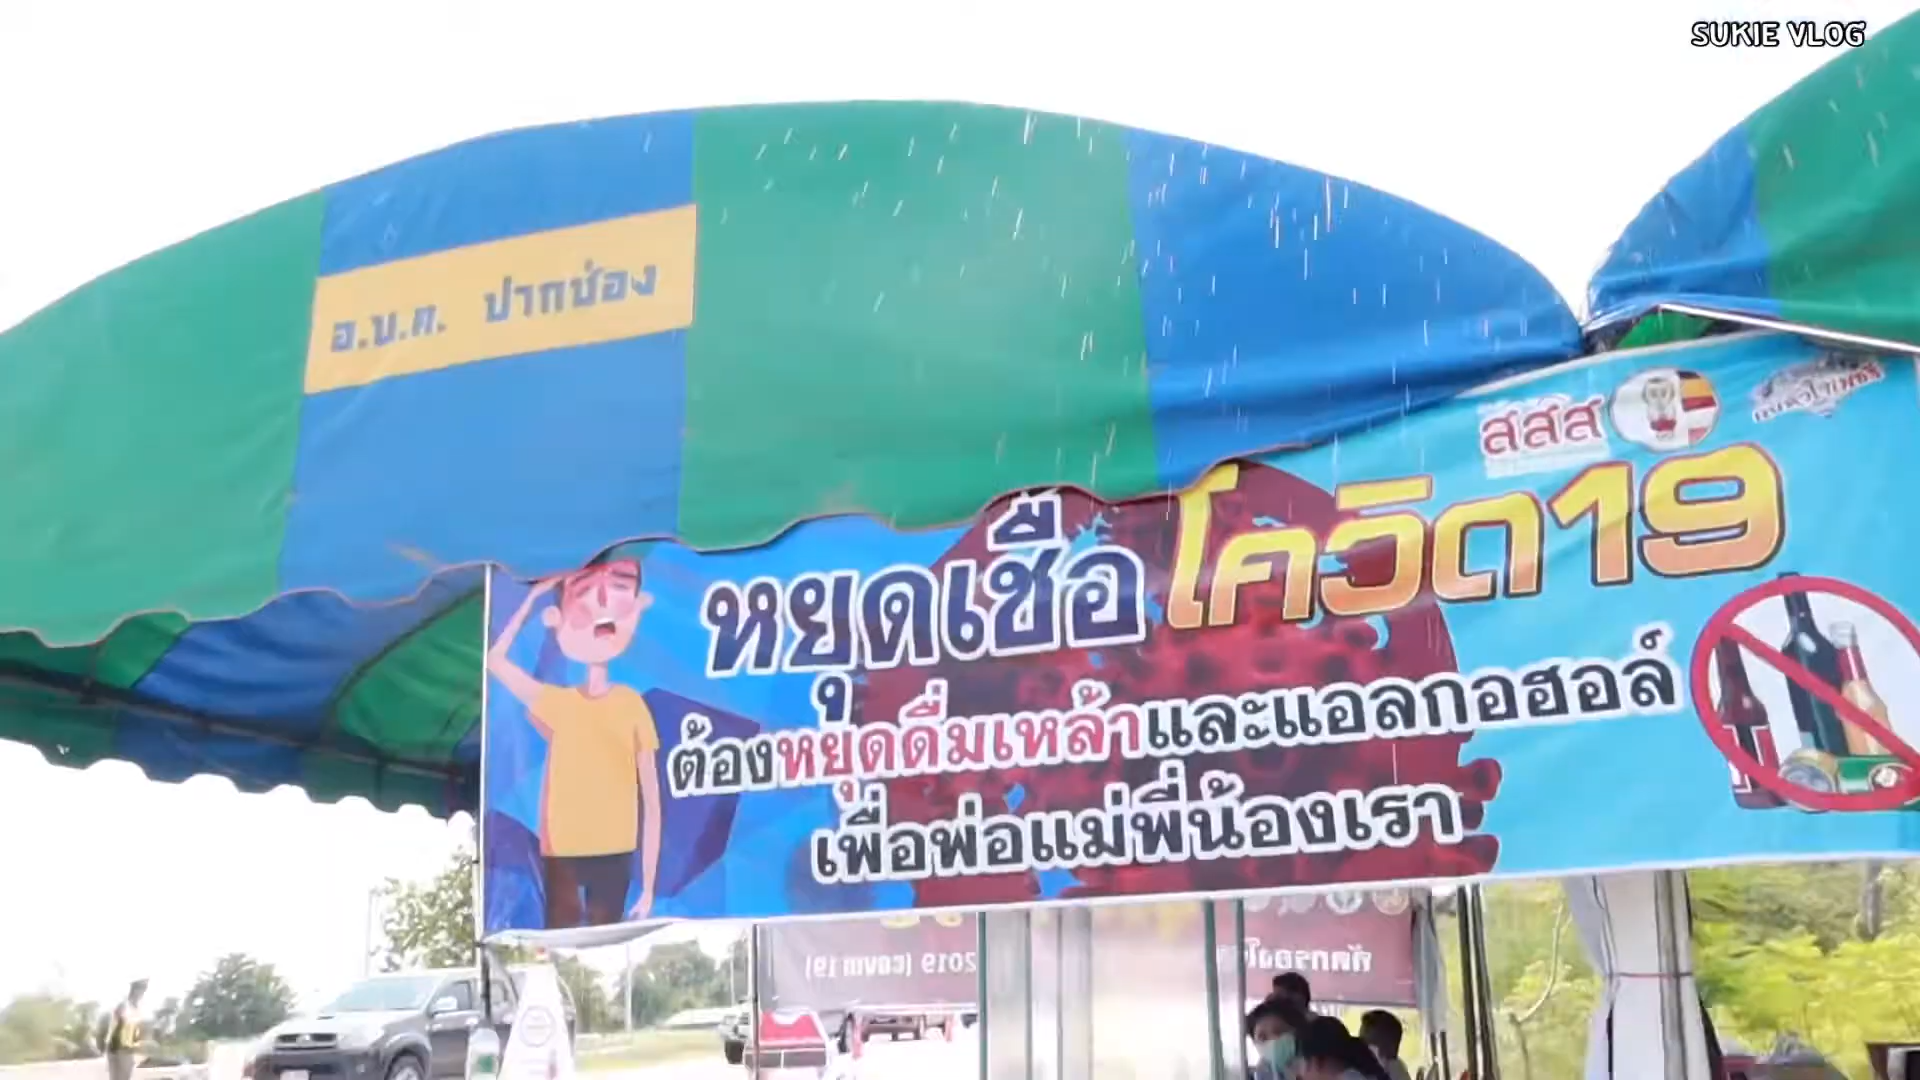 SUKIE VLOG
อ.บ.ต. ปากช่อง
สสส
หยุดเชื้อโควิด19
ต้องหยุดดื่มเหล้าและแอลกอฮอล์
เพื่อพ่อแม่พี่น้องเรา
2019 (covid 19)